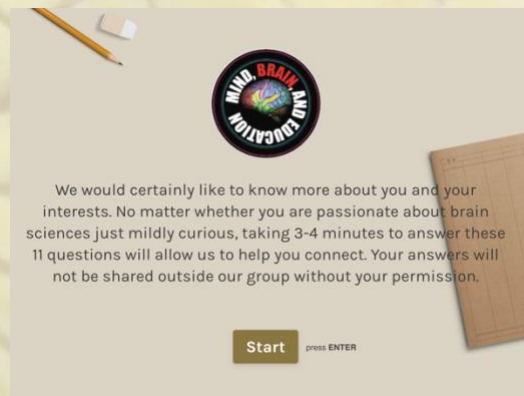 MIND, BRAIN, AND EDUCATION
We would certainly like to know more about you and your
interests. No matter whether you are passionate about brain
sciences just mildly curious, taking 3-4 minutes to answer these
11 questions will allow us to help you connect. Your answers will
not be shared outside our group without your permission.
Start press ENTER